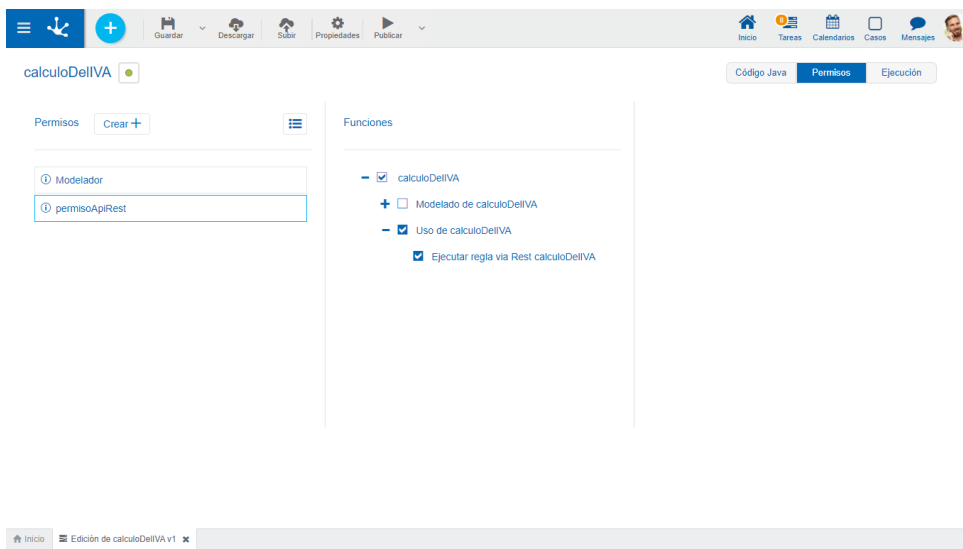 Guardar
Descargar
Subir
Propiedades
Publicar
Inicio
8
Tareas
Calendarios
Casos
Mensajes
calculoDelIVA
Código Java
Permisos
Ejecución
Permisos
Crear
Funciones
Modelador
permisoApiRest
calculoDelIVA
Modelado de calculoDelIVA
Uso de calculoDelIVA
Ejecutar regla via Rest calculoDelIVA
Inicio
Edición de calculoDelIVA v1